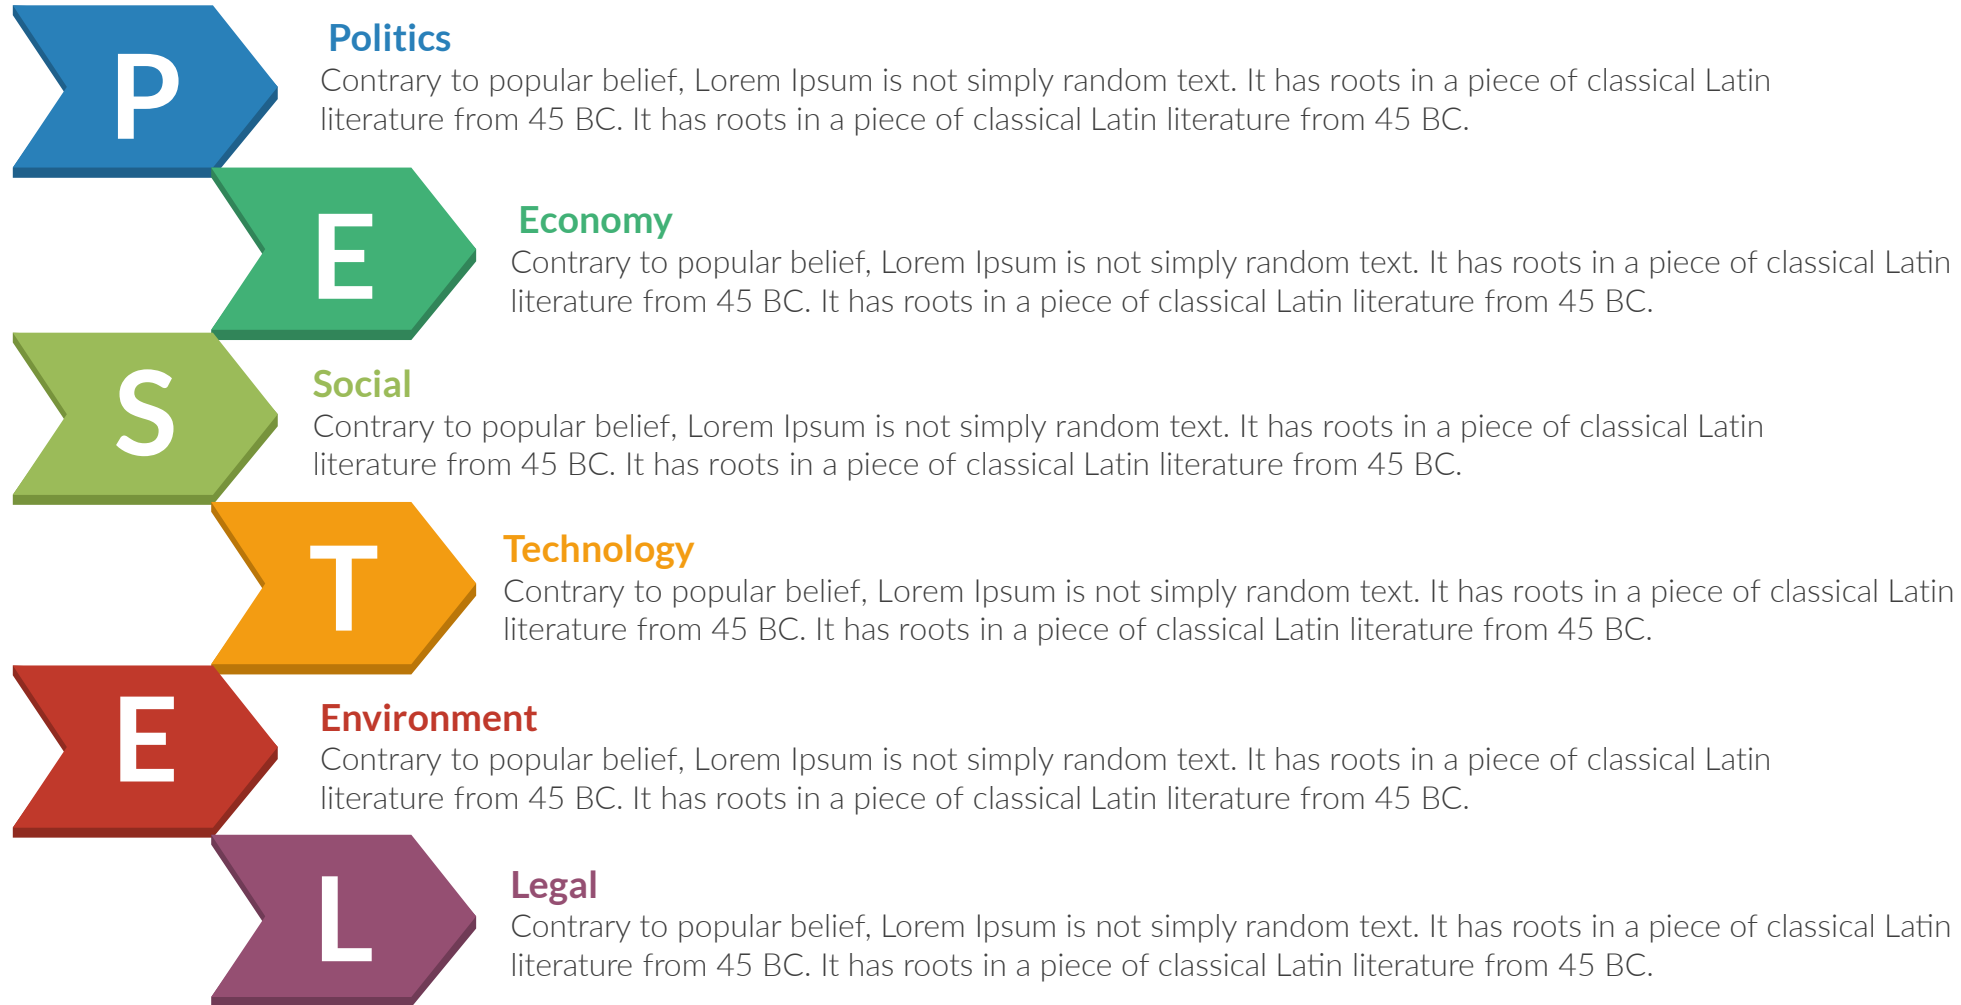 P
Politics
Contrary to popular belief, Lorem Ipsum is not simply random text. It has roots in a piece of classical Latin
literature from 45 BC. It has roots in a piece of classical Latin literature from 45 BC.
E
Economy
Contrary to popular belief, Lorem Ipsum is not simply random text. It has roots in a piece of classical Latin
literature from 45 BC. It has roots in a piece of classical Latin literature from 45 BC.
S
Social
Contrary to popular belief, Lorem Ipsum is not simply random text. It has roots in a piece of classical Latin
literature from 45 BC. It has roots in a piece of classical Latin literature from 45 BC.
T
Technology
Contrary to popular belief, Lorem Ipsum is not simply random text. It has roots in a piece of classical Latin
literature from 45 BC. It has roots in a piece of classical Latin literature from 45 BC.
E
Environment
Contrary to popular belief, Lorem Ipsum is not simply random text. It has roots in a piece of classical Latin
literature from 45 BC. It has roots in a piece of classical Latin literature from 45 BC.
L
Legal
Contrary to popular belief, Lorem Ipsum is not simply random text. It has roots in a piece of classical Latin
literature from 45 BC. It has roots in a piece of classical Latin literature from 45 BC.